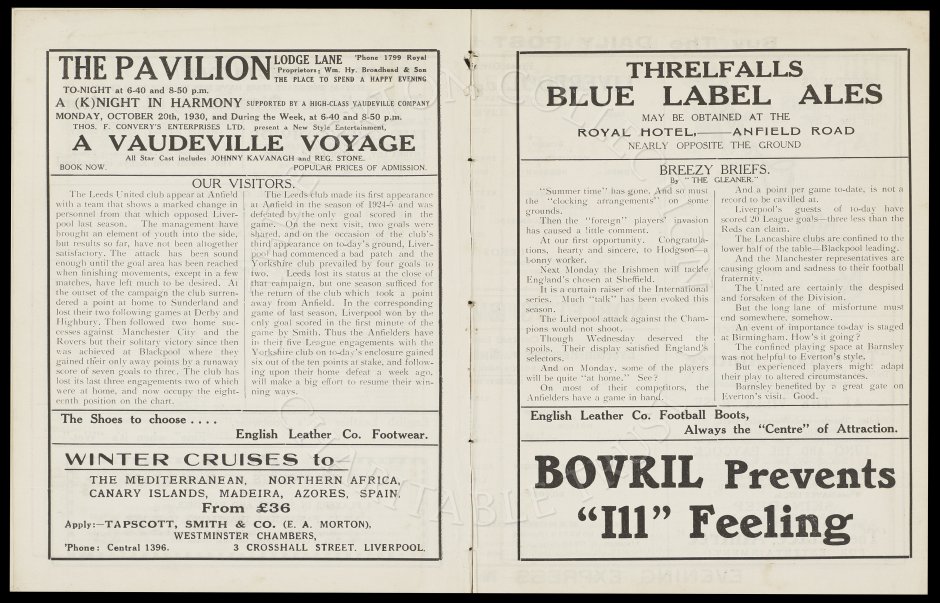 THE PAVILION
LODGE LANE 'Phone 1799 Royal
Proprietors: Wm. Hy. Broadhead & Son
THE PLACE TO SPEND A HAPPY EVENING
TO-NIGHT at 6-40 and 8-50 p.m.
A (K)NIGHT IN HARMONY SUPPORTED BY A HIGH-CLASS VAUDEVILLE COMPANY
MONDAY, OCTOBER 20th, 1930, and During the Week, at 6-40 and 8-50 p.m.
THOS. F. CONVERY'S ENTERPRISES LTD. present a New Style Entertainment,
A VAUDEVILLE VOYAGE
All Star Cast includes JOHNNY KAVANAGH and REG. STONE.
BOOK NOW. POPULAR PRICES OF ADMISSION.
OUR VISITORS.
The Leeds United club appear at Anfield
with a team that shows a marked change in
personnel from that which opposed Liver-
pool last season. The management have
brought an element of youth into the side,
but results so far, have not been altogether
satisfactory. The attack has been sound
enough until the goal area has been reached
when finishing movements, except in a few
matches, have left much to be desired. At
the outset of the campaign the club surren-
dered a point at home to Sunderland and
lost their two following games at Derby and
Highbury. Then followed two home suc-
cesses against Manchester City and the
Rovers but their solitary victory since then
was achieved at Blackpool where they
gained their only away points by a runaway
score of seven goals to three. The club has
lost its last three engagements two of which
were at home, and now occupy the eight-
eenth position on the chart.
The Leeds club made its first appearance
at Anfield in the season of 1924-5 and was
defeated by the only goal scored in the
game. On the next visit, two goals were
shared, and on the occasion of the club's
third appearance on to-day's ground, Liver-
pool had commenced a bad patch and the
Yorkshire club prevailed by four goals to
two. Leeds lost its status at the close of
that campaign, but one season sufficed for
the return of the club which took a point
away from Anfield. In the corresponding
game of last season, Liverpool won by the
only goal scored in the first minute of the
game by Smith. Thus the Anfielders have
in their five League engagements with the
Yorkshire club on to-day's enclosure gained
six out of the ten points at stake, and follow-
ing upon their home defeat a week ago,
will make a big effort to resume their win-
ning ways.
The Shoes to choose . . . .
English Leather Co. Footwear.
WINTER CRUISES to
THE MEDITERRANEAN, NORTHERN AFRICA,
CANARY ISLANDS, MADEIRA, AZORES, SPAIN.
From £36
Apply:—TAPSCOTT, SMITH & CO. (E. A. MORTON),
WESTMINSTER CHAMBERS,
'Phone: Central 1396. 3 CROSSHALL STREET, LIVERPOOL.
THRELFALLS
BLUE LABEL ALES
MAY BE OBTAINED AT THE
ROYAL HOTEL,——ANFIELD ROAD
NEARLY OPPOSITE THE GROUND
BREEZY BRIEFS.
By "THE GLEANER."
"Summer time" has gone. And so must
the "clocking arrangements" on some
grounds.
Then the "foreign" players' invasion
has caused a little comment.
At our first opportunity. Congratula-
tions, hearty and sincere, to Hodgson—a
bonny worker.
Next Monday the Irishmen will tackle
England's chosen at Sheffield.
It is a curtain raiser of the International
series. Much "talk" has been evoked this
season.
The Liverpool attack against the Cham-
pions would not shoot.
Though Wednesday deserved the
spoils. Their display satisfied England's
selectors.
And on Monday, some of the players
will be quite "at home." See?
On most of their competitors, the
Anfielders have a game in hand.
And a point per game to-date, is not a
record to be cavilled at.
Liverpool's guests of to-day have
scored 20 League goals—three less than the
Reds can claim.
The Lancashire clubs are confined to the
lower half of the table—Blackpool leading.
And the Manchester representatives are
causing gloom and sadness to their football
fraternity.
The United are certainly the despised
and forsaken of the Division.
But the long lane of misfortune must
end somewhere, somehow.
An event of importance to-day is staged
at Birmingham. How's it going?
The confined playing space at Barnsley
was not helpful to Everton's style.
But experienced players might adapt
their play to altered circumstances.
Barnsley benefited by a great gate on
Everton's visit. Good.
English Leather Co. Football Boots,
Always the "Centre" of Attraction.
BOVRIL Prevents
"Ill" Feeling